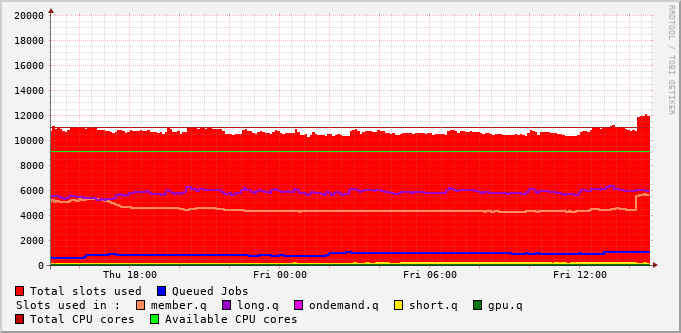 20000
18000
16000
14000
12000
10000
8000
6000
4000
2000
0
Thu 18:00 Fri 00:00 Fri 06:00 Fri 12:00
Total slots used Queued Jobs
Slots used in : member.q long.q ondemand.q short.q gpu.q
Total CPU cores Available CPU cores
RRDTOOL / TOBI OETIKER